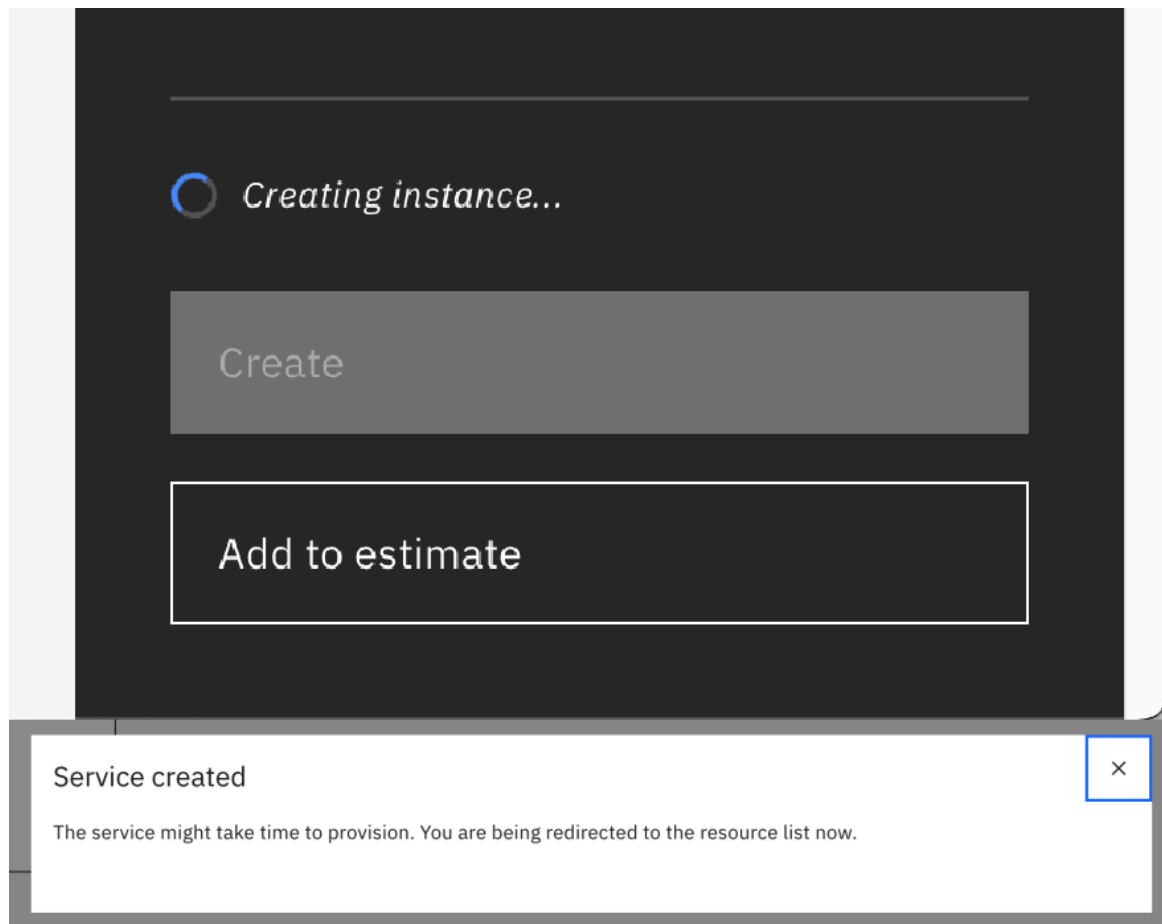 Creating instance...
Create
Add to estimate
Service created
The service might take time to provision. You are being redirected to the resource list now.